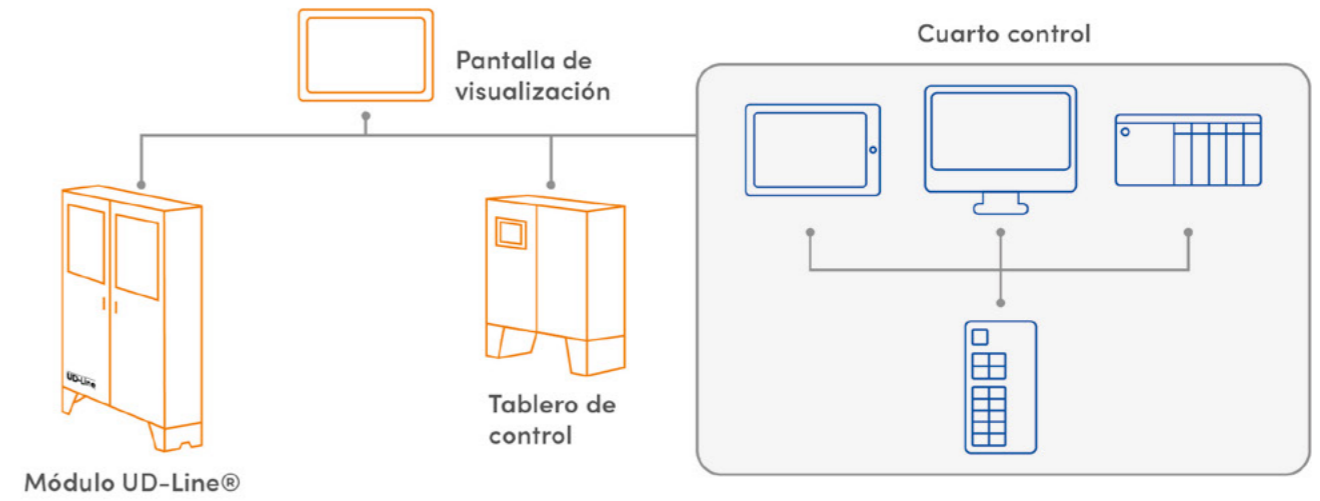 Cuarto control
Pantalla de
visualización
UD-Line
Tablero de
control
Módulo UD-Line®